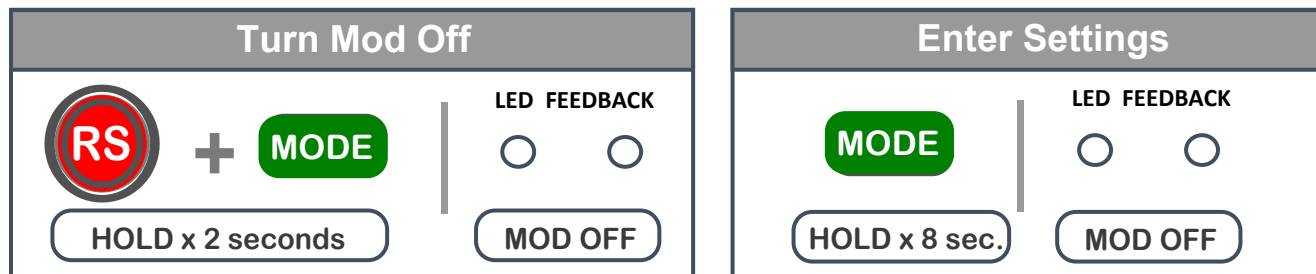 Turn Mod Off
RS + MODE
LED FEEDBACK
HOLD x 2 seconds
MOD OFF
Enter Settings
MODE
LED FEEDBACK
HOLD x 8 sec.
MOD OFF